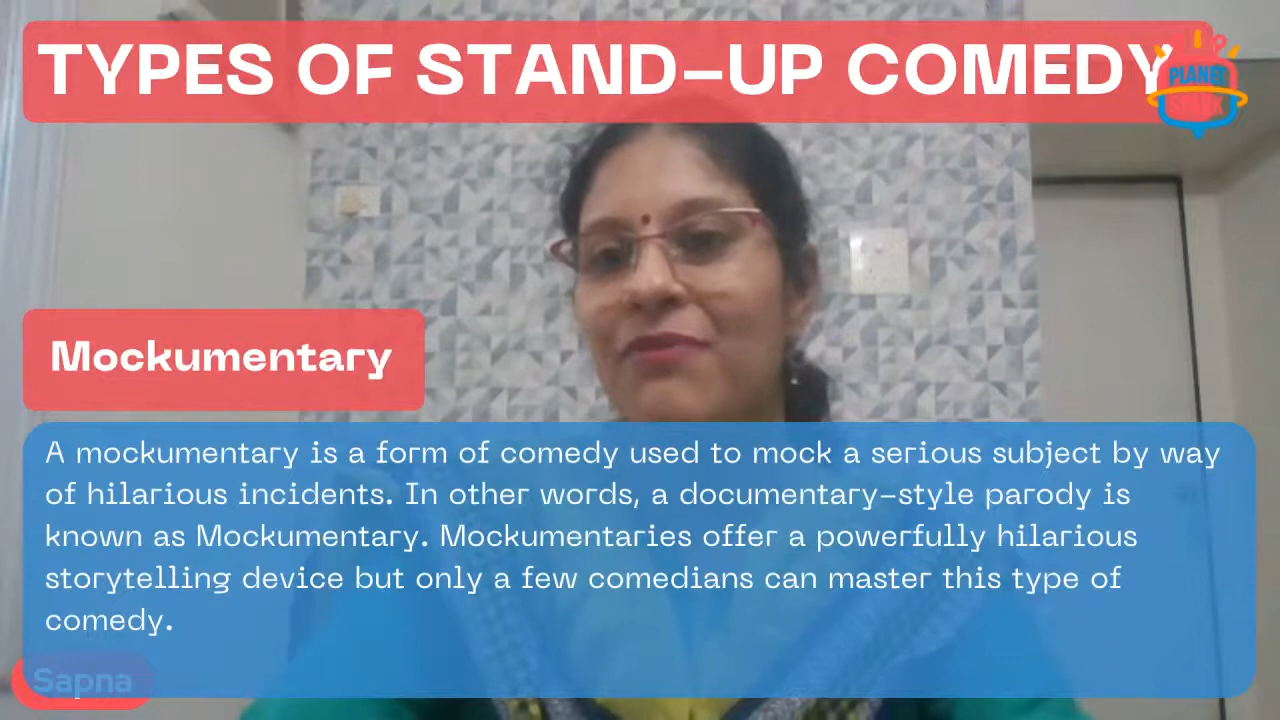 TYPES OF STAND-UP COMEDY
PLANET
SPARK
Mockumentary
A mockumentary is a form of comedy used to mock a serious subject by way
of hilarious incidents. In other words, a documentary-style parody is
known as Mockumentary. Mockumentaries offer a powerfully hilarious
storytelling device but only a few comedians can master this type of
comedy.
Sapna